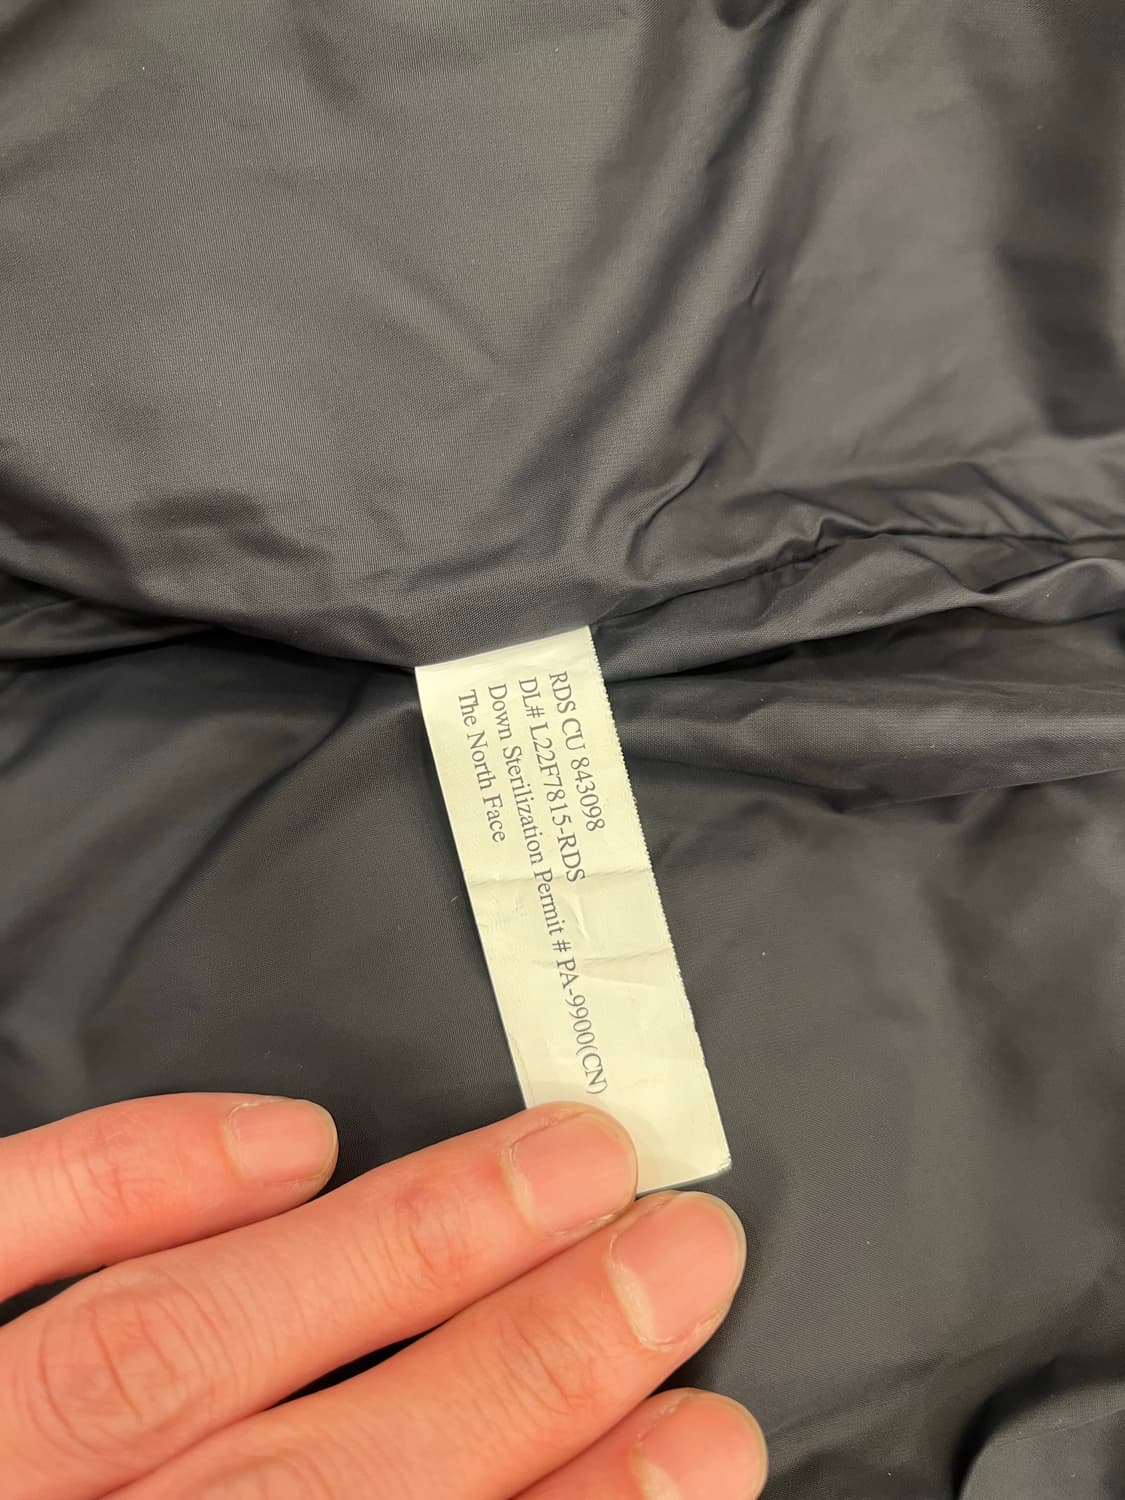 RDS CU 843098
DL# L22F7815-RDS
Down Sterilization Permit # PA-9900(CN)
The North Face